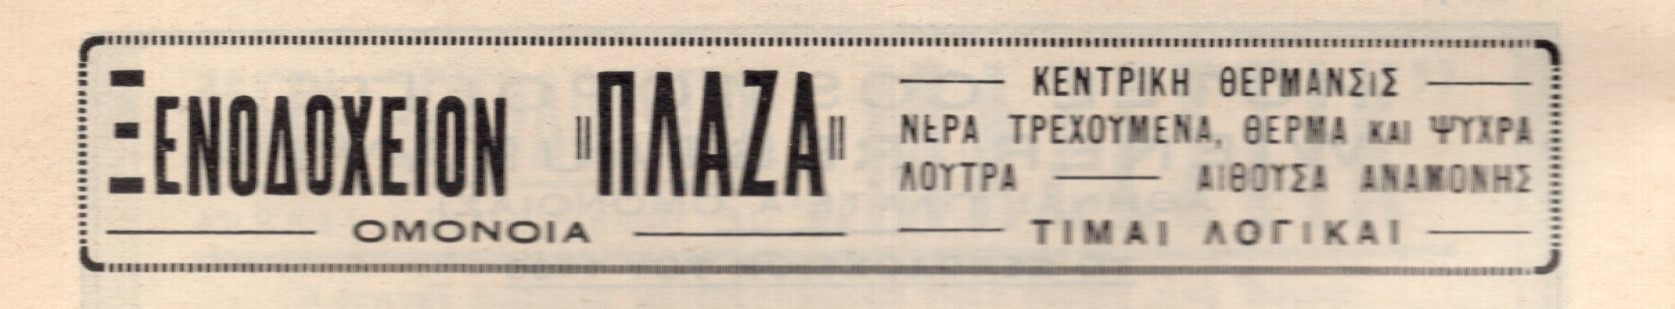 ΞΕΝΟΔΟΧΕΙΟΝ "ΠΛΑΖΑ"
ΟΜΟΝΟΙΑ
ΚΕΝΤΡΙΚΗ ΘΕΡΜΑΝΣΙΣ
ΝΕΡΑ ΤΡΕΧΟΥΜΕΝΑ, ΘΕΡΜΑ ΚΑΙ ΨΥΧΡΑ
ΛΟΥΤΡΑ — ΑΙΘΟΥΣΑ ΑΝΑΜΟΝΗΣ
ΤΙΜΑΙ ΛΟΓΙΚΑΙ